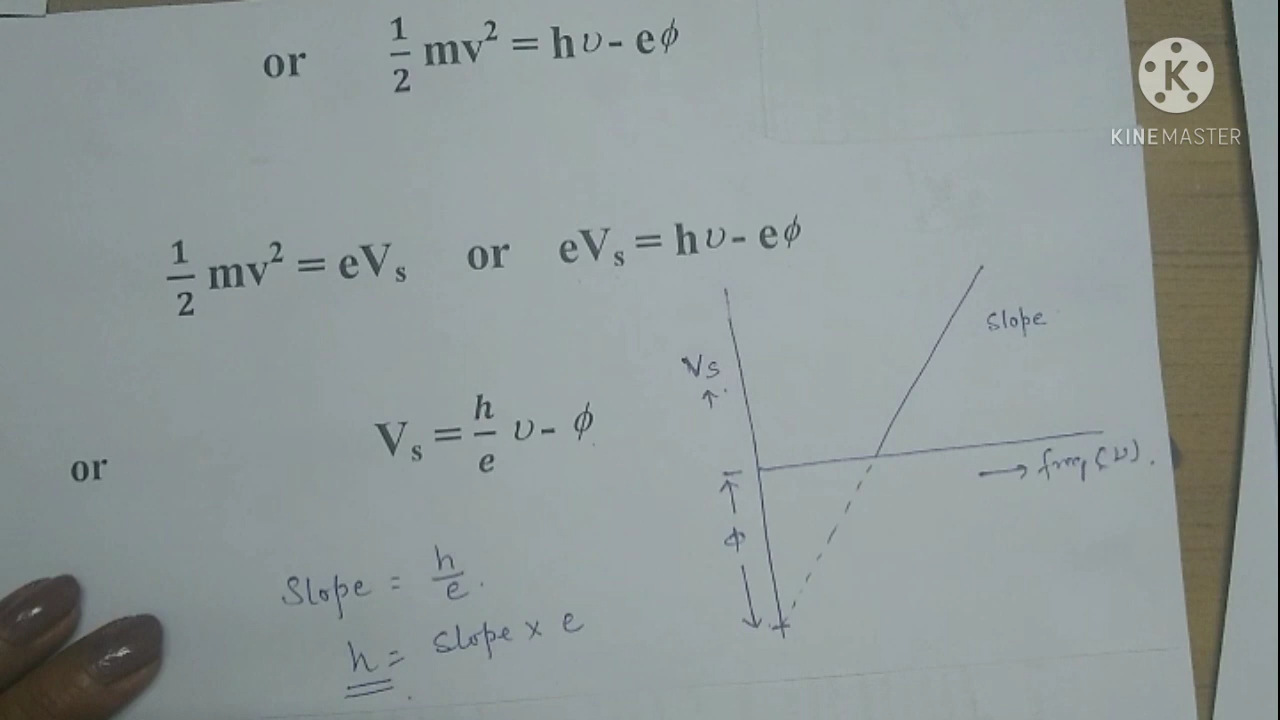 or ½ mv² = hυ - eϕ
K
KINEMASTER
½ mv² = eVₛ or eVₛ = hυ - eϕ
slope
Vs
↑
or Vₛ = h/e υ - ϕ
→ freq (ν).
ϕ
Slope = h/e.
h = slope × e